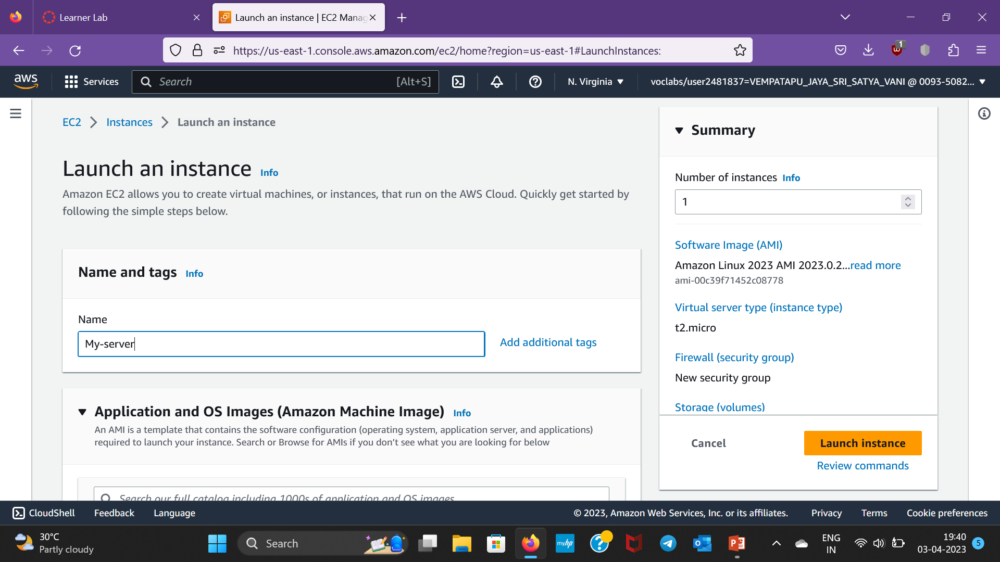 Learner Lab
Launch an instance | EC2 Manag
https://us-east-1.console.aws.amazon.com/ec2/home?region=us-east-1#LaunchInstances:
1
aws
Services
Search
[Alt+S]
N. Virginia
voclabs/user2481837=VEMPATAPU_JAYA_SRI_SATYA_VANI @ 0093-5082...
EC2
Instances
Launch an instance
Launch an instance Info
Amazon EC2 allows you to create virtual machines, or instances, that run on the AWS Cloud. Quickly get started by
following the simple steps below.
Name and tags Info
Name
My-server
Add additional tags
Application and OS Images (Amazon Machine Image) Info
An AMI is a template that contains the software configuration (operating system, application server, and applications)
required to launch your instance. Search or Browse for AMIs if you don’t see what you are looking for below
Search our full catalog including 1000s of application and OS images
Summary
Number of instances Info
1
Software Image (AMI)
Amazon Linux 2023 AMI 2023.0.2...read more
ami-00c39f71452c08778
Virtual server type (instance type)
t2.micro
Firewall (security group)
New security group
Storage (volumes)
Cancel
Launch instance
Review commands
CloudShell
Feedback
Language
© 2023, Amazon Web Services, Inc. or its affiliates.
Privacy
Terms
Cookie preferences
30°C
Partly cloudy
Search
myhp
ENG
IN
19:40
03-04-2023
5